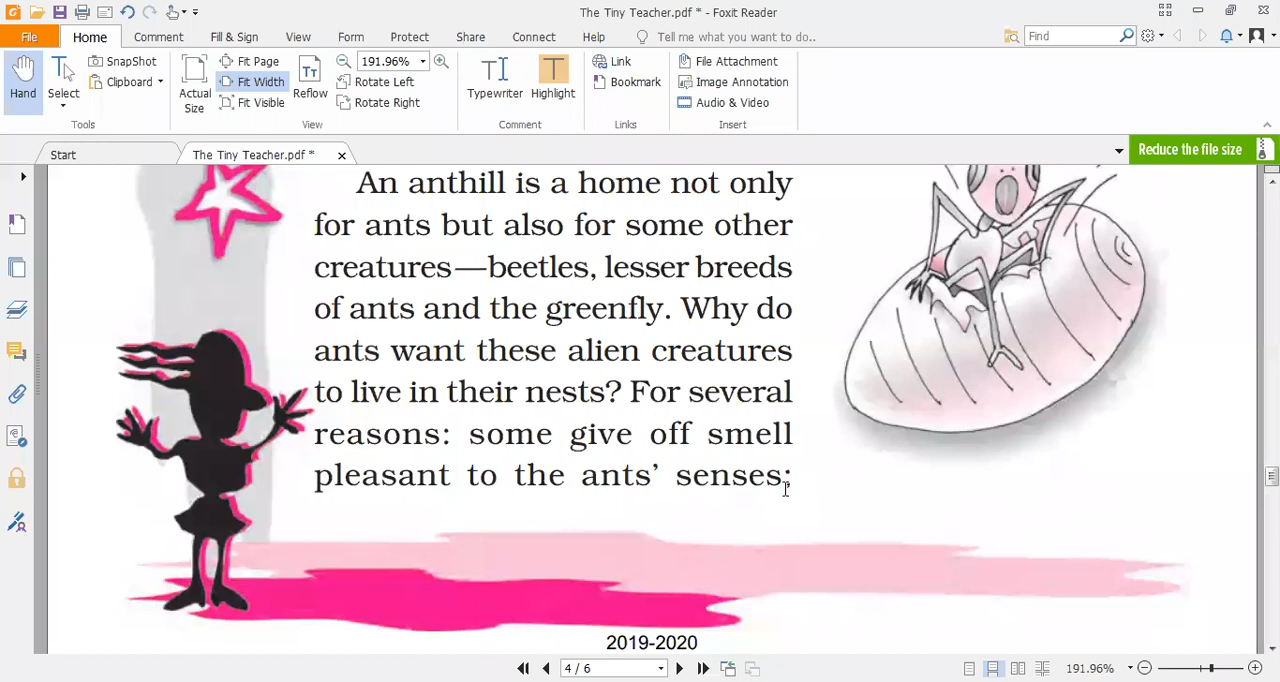 The Tiny Teacher.pdf * - Foxit Reader
File Home Comment Fill & Sign View Form Protect Share Connect Help Tell me what you want to do.. Find
SnapShot Fit Page 191.96% Rotate Left Link File Attachment
Clipboard Fit Width Rotate Right Bookmark Image Annotation
Hand Select Actual Size Fit Visible Reflow Typewriter Highlight Audio & Video
Tools View Comment Links Insert
Start The Tiny Teacher.pdf * Reduce the file size
An anthill is a home not only
for ants but also for some other
creatures—beetles, lesser breeds
of ants and the greenfly. Why do
ants want these alien creatures
to live in their nests? For several
reasons: some give off smell
pleasant to the ants’ senses;
2019-2020
4 / 6 191.96%